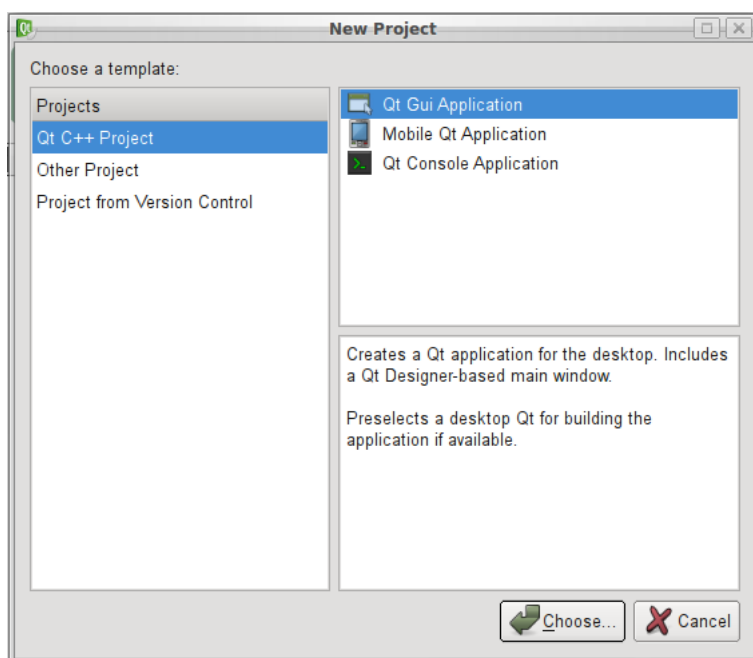 New Project
Choose a template:
Projects
Qt C++ Project
Other Project
Project from Version Control
Qt Gui Application
Mobile Qt Application
Qt Console Application
Creates a Qt application for the desktop. Includes
a Qt Designer-based main window.
Preselects a desktop Qt for building the
application if available.
Choose...
Cancel